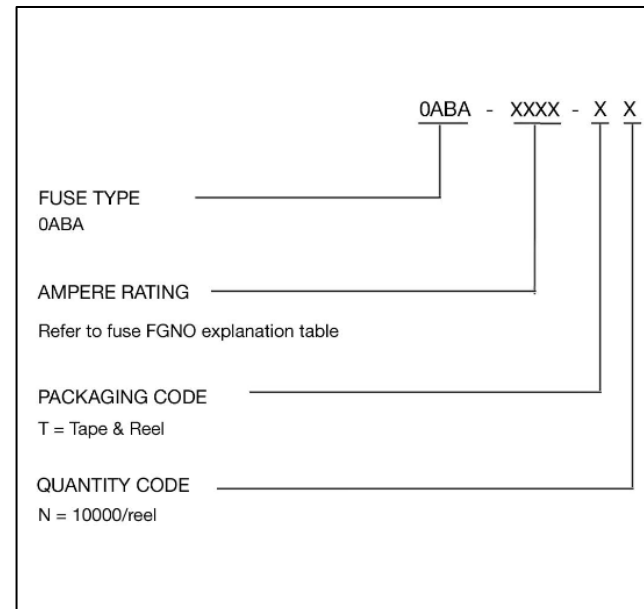 0ABA - XXXX - X X
FUSE TYPE
0ABA
AMPERE RATING
Refer to fuse FGNO explanation table
PACKAGING CODE
T = Tape & Reel
QUANTITY CODE
N = 10000/reel